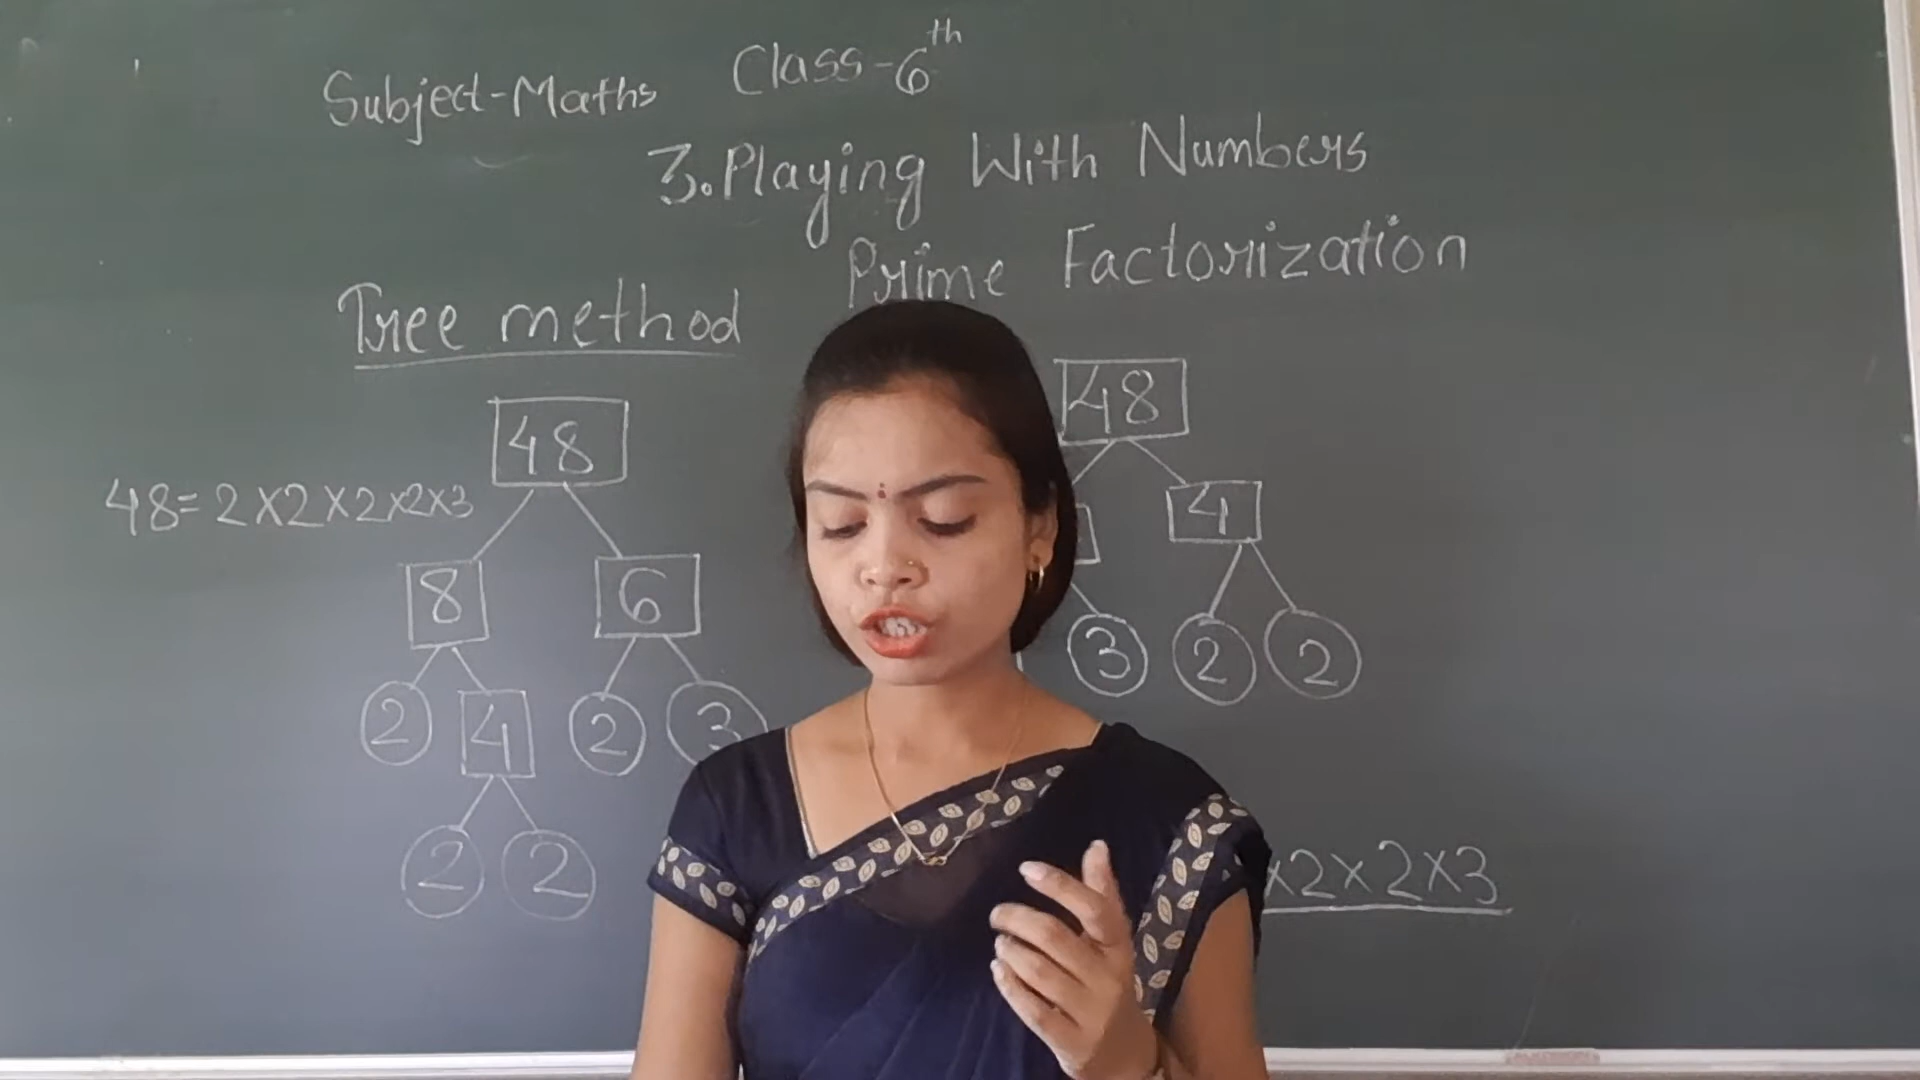 Subject-Maths Class-6th
3. Playing With Numbers
Prime Factorization
Tree method
48
48
48=2X2X2X2X3
4
8 6
3 2 2
2 4 2 3
2 2
x2x2x3